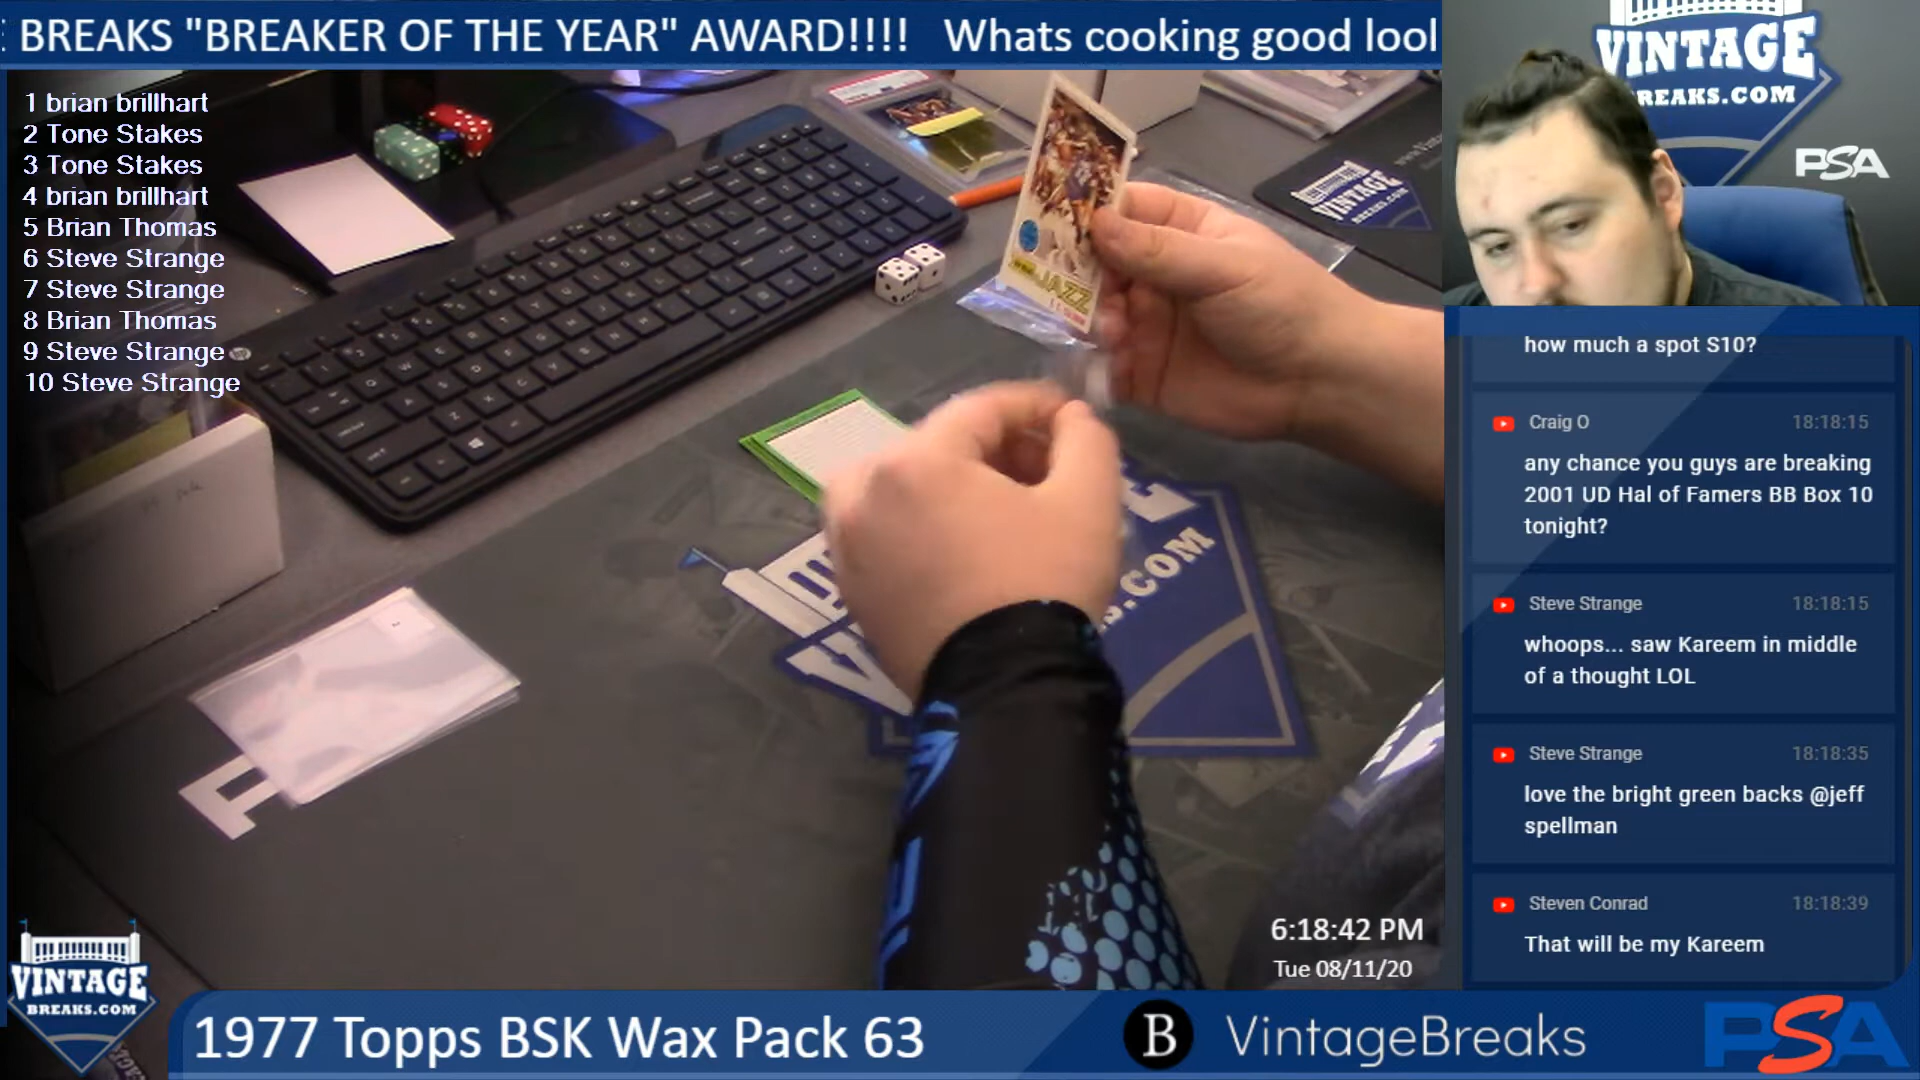 BREAKS "BREAKER OF THE YEAR" AWARD!!!! Whats cooking good lool
1 brian brillhart
2 Tone Stakes
3 Tone Stakes
4 brian brillhart
5 Brian Thomas
6 Steve Strange
7 Steve Strange
8 Brian Thomas
9 Steve Strange
10 Steve Strange
VINTAGE
BREAKS.COM
PSA
VINTAGE
JAZZ
how much a spot S10?
Craig O 18:18:15
any chance you guys are breaking
2001 UD Hal of Famers BB Box 10
tonight?
Steve Strange 18:18:15
whoops... saw Kareem in middle
of a thought LOL
Steve Strange 18:18:35
love the bright green backs @jeff
spellman
Steven Conrad 18:18:39
That will be my Kareem
.COM
6:18:42 PM
Tue 08/11/20
VINTAGE
BREAKS.COM
1977 Topps BSK Wax Pack 63
B VintageBreaks
PSA